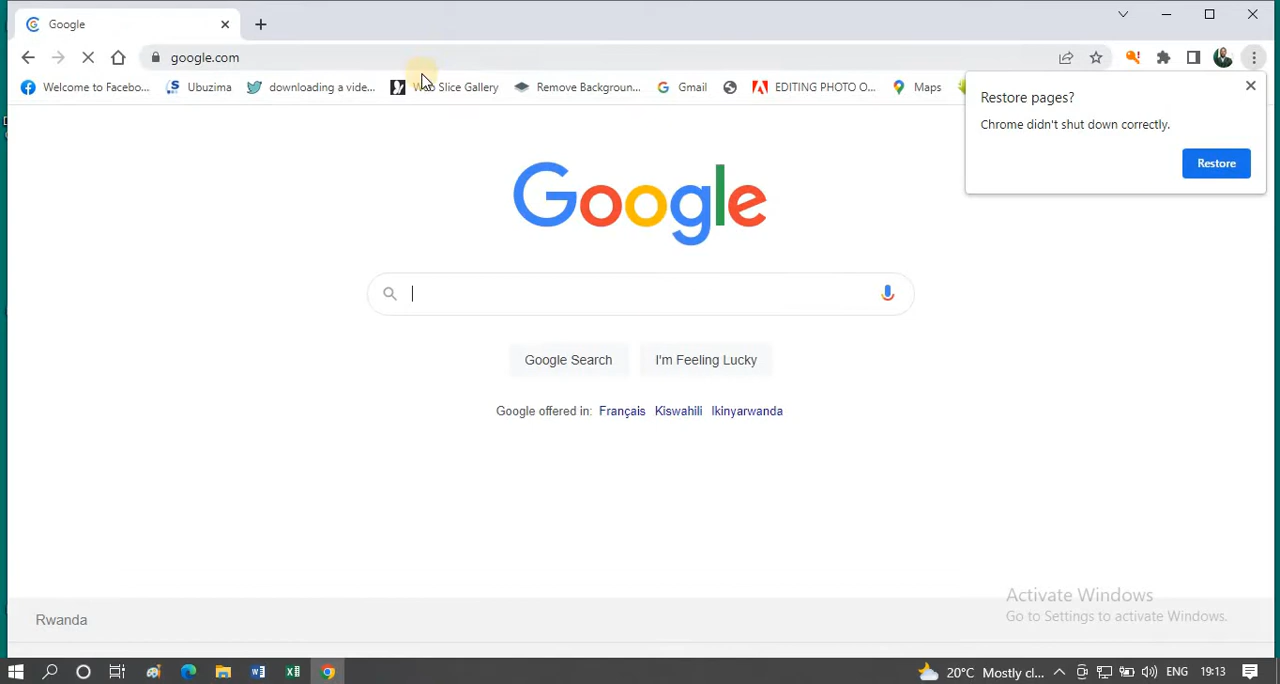 Google
google.com
Welcome to Facebo... Ubuzima downloading a vide... Slice Gallery Remove Backgroun... Gmail EDITING PHOTO O... Maps
Restore pages?
Chrome didn't shut down correctly.
Restore
Google
Google Search I'm Feeling Lucky
Google offered in: Français Kiswahili Ikinyarwanda
Activate Windows
Go to Settings to activate Windows.
Rwanda
20°C Mostly cl... ENG 19:13